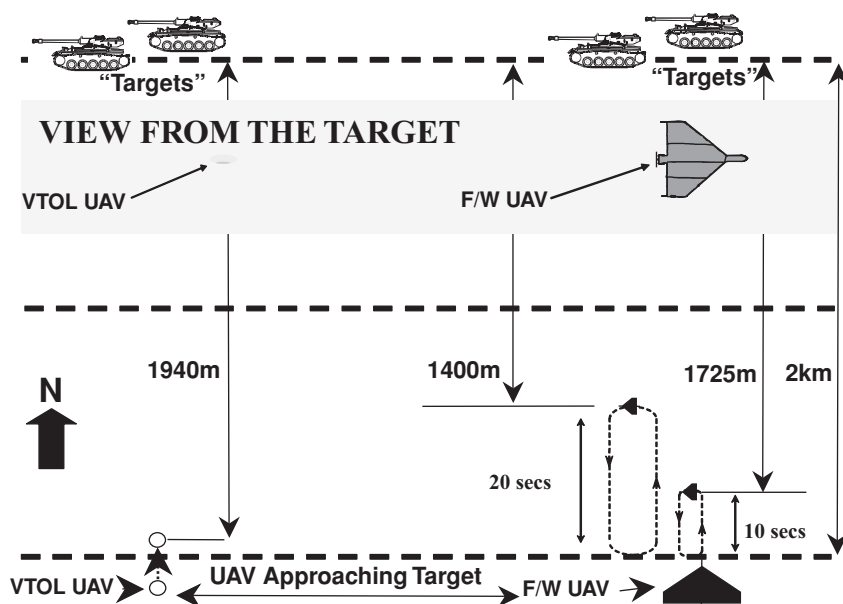 “Targets”
“Targets”
VIEW FROM THE TARGET
VTOL UAV
F/W UAV
1940m
1400m
1725m
2km
N
20 secs
10 secs
UAV Approaching Target
VTOL UAV
F/W UAV